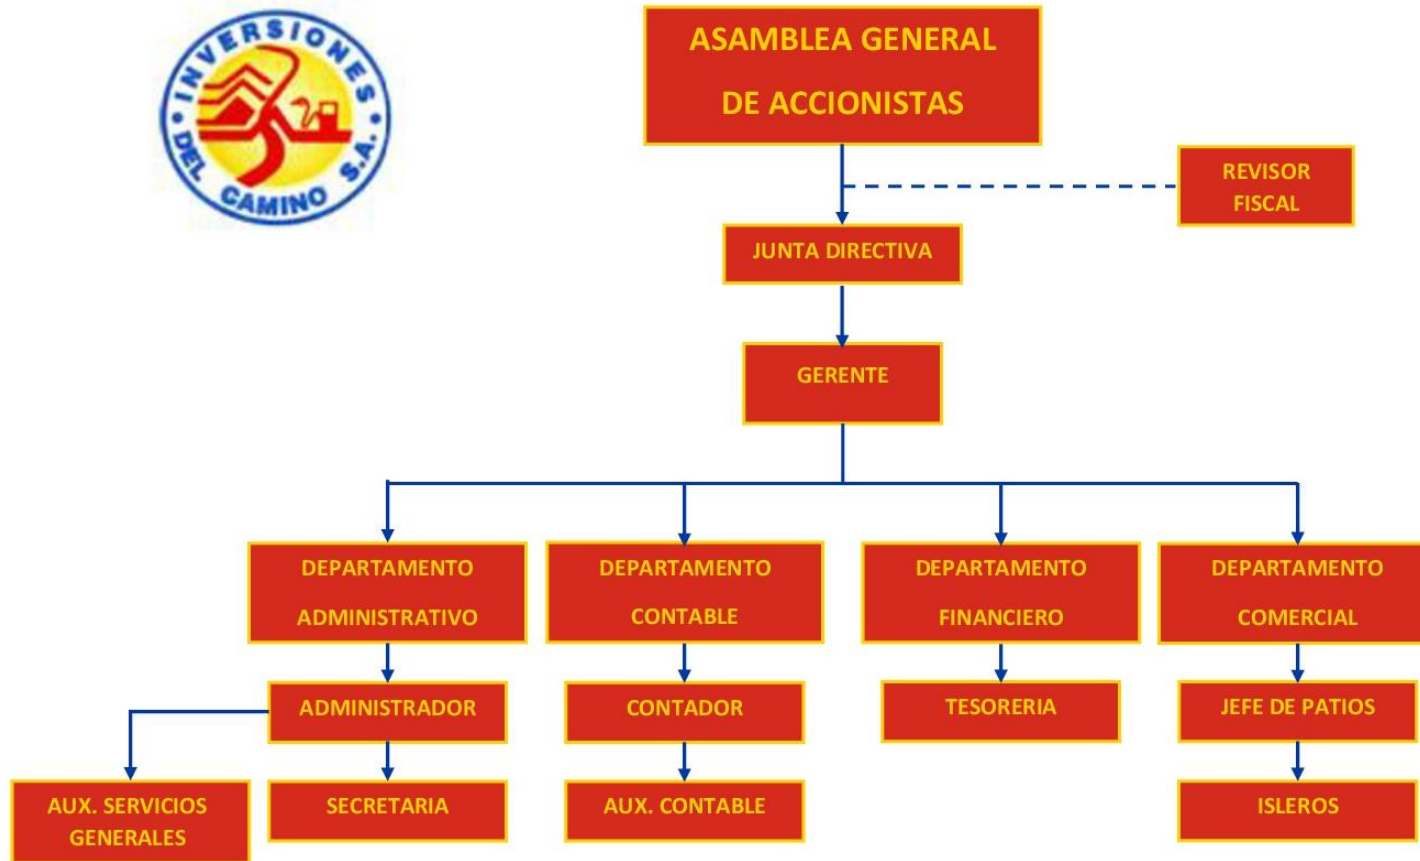 INVERSIONES
DEL CAMINO S.A.
ASAMBLEA GENERAL
DE ACCIONISTAS
REVISOR
FISCAL
JUNTA DIRECTIVA
GERENTE
DEPARTAMENTO
ADMINISTRATIVO
DEPARTAMENTO
CONTABLE
DEPARTAMENTO
FINANCIERO
DEPARTAMENTO
COMERCIAL
ADMINISTRADOR
CONTADOR
TESORERIA
JEFE DE PATIOS
AUX. SERVICIOS
GENERALES
SECRETARIA
AUX. CONTABLE
ISLEROS